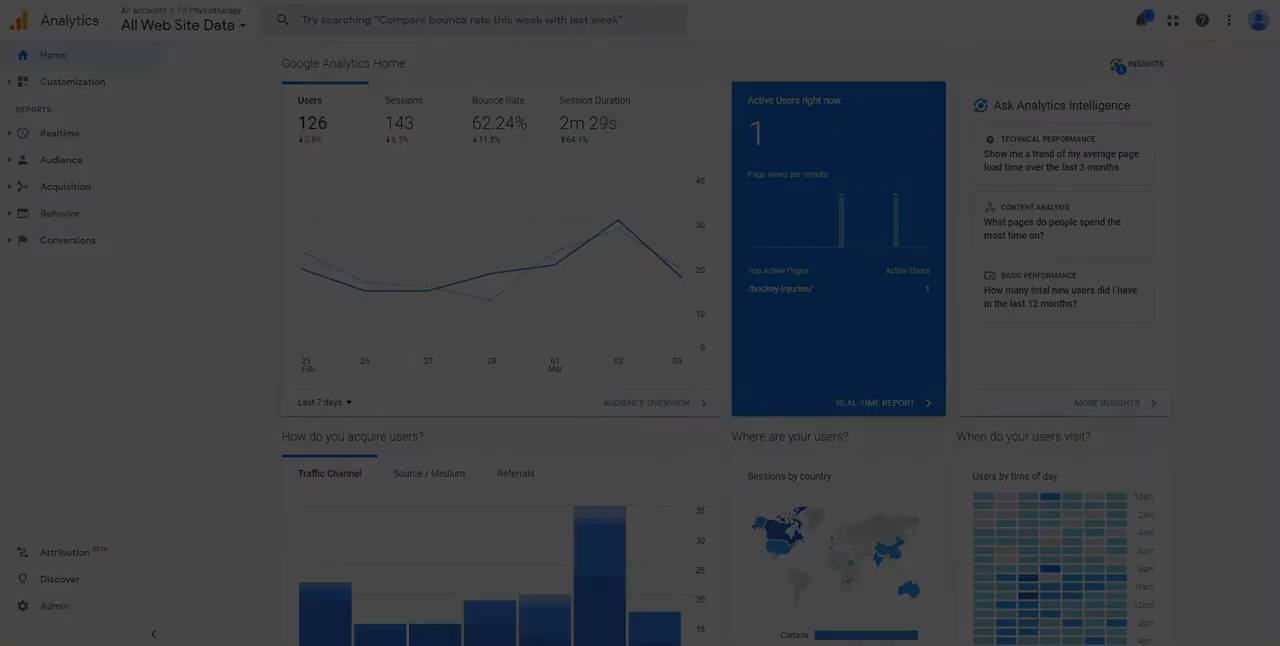 Analytics
All accounts > Fit Physiotherapy
All Web Site Data
Try searching "Compare bounce rate this week with last week"
Home
Customization
REPORTS
Realtime
Audience
Acquisition
Behavior
Conversions
Attribution BETA
Discover
Admin
Google Analytics Home
INSIGHTS
1
Users
126
0.8%
Sessions
143
6.5%
Bounce Rate
62.24%
11.8%
Session Duration
2m 29s
64.1%
40
30
20
10
0
25 26 27 28 01 02 03
Feb Mar
Last 7 days
AUDIENCE OVERVIEW
Active Users right now
1
Page views per minute
Top Active Pages Active Users
/hockey-injuries/ 1
REAL-TIME REPORT
Ask Analytics Intelligence
TECHNICAL PERFORMANCE
Show me a trend of my average page
load time over the last 3 months
CONTENT ANALYSIS
What pages do people spend the
most time on?
BASIC PERFORMANCE
How many total new users did I have
in the last 12 months?
MORE INSIGHTS
How do you acquire users?
Traffic Channel Source / Medium Referrals
35
30
25
20
15
Where are your users?
Sessions by country
Canada
When do your users visit?
Users by time of day
12am
2am
4am
6am
8am
10am
12pm
2pm
4pm